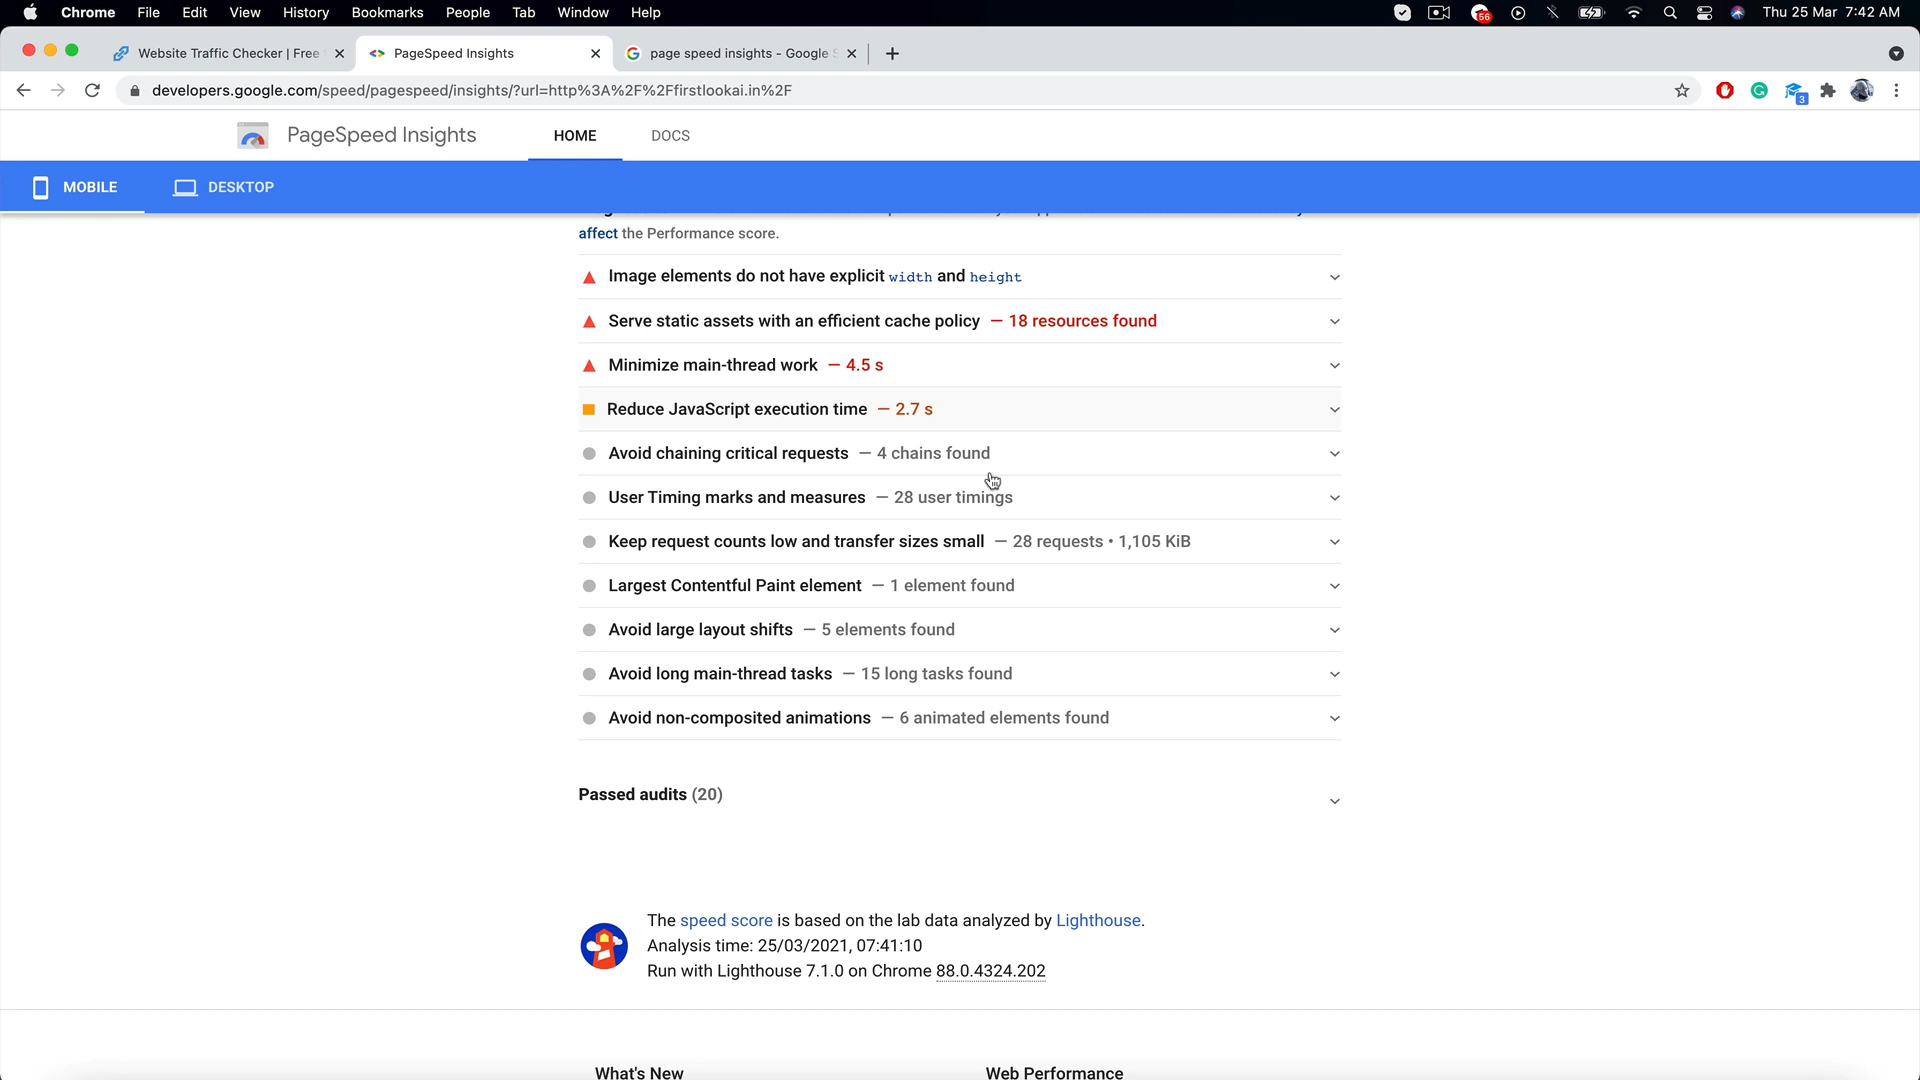 Chrome File Edit View History Bookmarks People Tab Window Help
56
Thu 25 Mar 7:42 AM
Website Traffic Checker | Free
PageSpeed Insights
page speed insights - Google
developers.google.com/speed/pagespeed/insights/?url=http%3A%2F%2Ffirstlookai.in%2F
3
PageSpeed Insights
HOME
DOCS
MOBILE
DESKTOP
affect the Performance score.
Image elements do not have explicit width and height
Serve static assets with an efficient cache policy — 18 resources found
Minimize main-thread work — 4.5 s
Reduce JavaScript execution time — 2.7 s
Avoid chaining critical requests — 4 chains found
User Timing marks and measures — 28 user timings
Keep request counts low and transfer sizes small — 28 requests • 1,105 KiB
Largest Contentful Paint element — 1 element found
Avoid large layout shifts — 5 elements found
Avoid long main-thread tasks — 15 long tasks found
Avoid non-composited animations — 6 animated elements found
Passed audits (20)
The speed score is based on the lab data analyzed by Lighthouse.
Analysis time: 25/03/2021, 07:41:10
Run with Lighthouse 7.1.0 on Chrome 88.0.4324.202
What's New
Web Performance